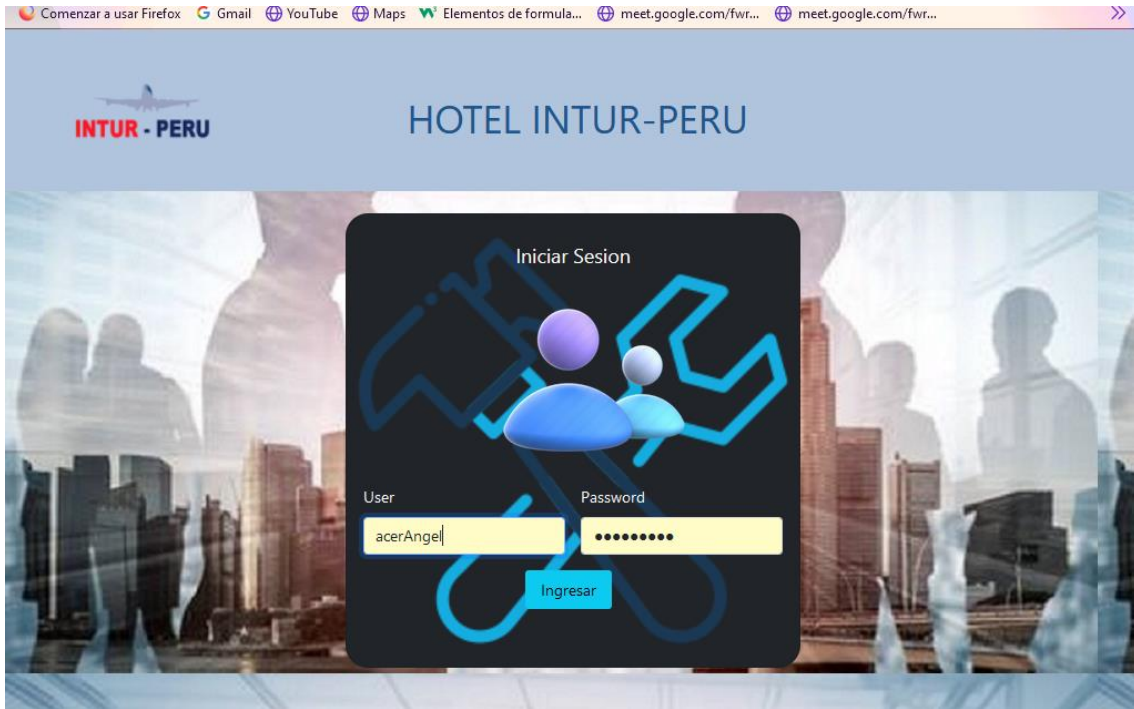 Comenzar a usar Firefox Gmail YouTube Maps Elementos de formula... meet.google.com/fwr... meet.google.com/fwr...
INTUR - PERU
HOTEL INTUR-PERU
Iniciar Sesion
User Password
acerAngel •••••••••
Ingresar